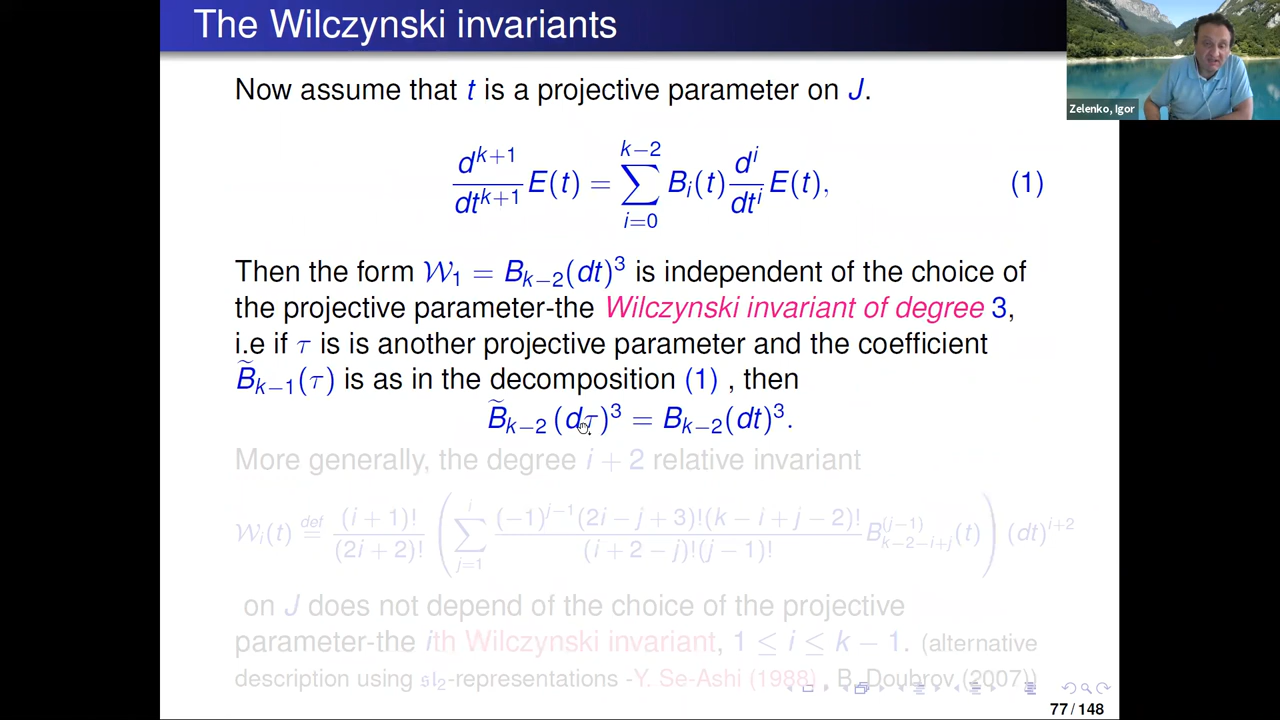 The Wilczynski invariants
Zelenko, Igor
Now assume that t is a projective parameter on J.
d^{k+1}/dt^{k+1} E(t) = \sum_{i=0}^{k−2} B_i(t) d^i/dt^i E(t), (1)
Then the form 𝒲_1 = B_{k−2}(dt)^3 is independent of the choice of
the projective parameter-the Wilczynski invariant of degree 3,
i.e if τ is is another projective parameter and the coefficient
\widetilde{B}_{k−1}(τ) is as in the decomposition (1) , then
\widetilde{B}_{k−2} (dτ)^3 = B_{k−2}(dt)^3.
More generally, the degree i + 2 relative invariant
𝒲_i(t) \stackrel{def}{=} (i+1)!/(2i+2)! ( \sum_{j=1}^{i} (−1)^{j−1}(2i−j+3)!(k−i+j−2)!/(i+2−j)!(j−1)! B_{k−2−i+j}^{(j−1)}(t) ) (dt)^{i+2}
on J does not depend of the choice of the projective
parameter-the ith Wilczynski invariant, 1 ≤ i ≤ k − 1. (alternative
description using 𝔰𝔩_2-representations -Y. Se-Ashi (1988) , B. Doubrov (2007))
77 / 148